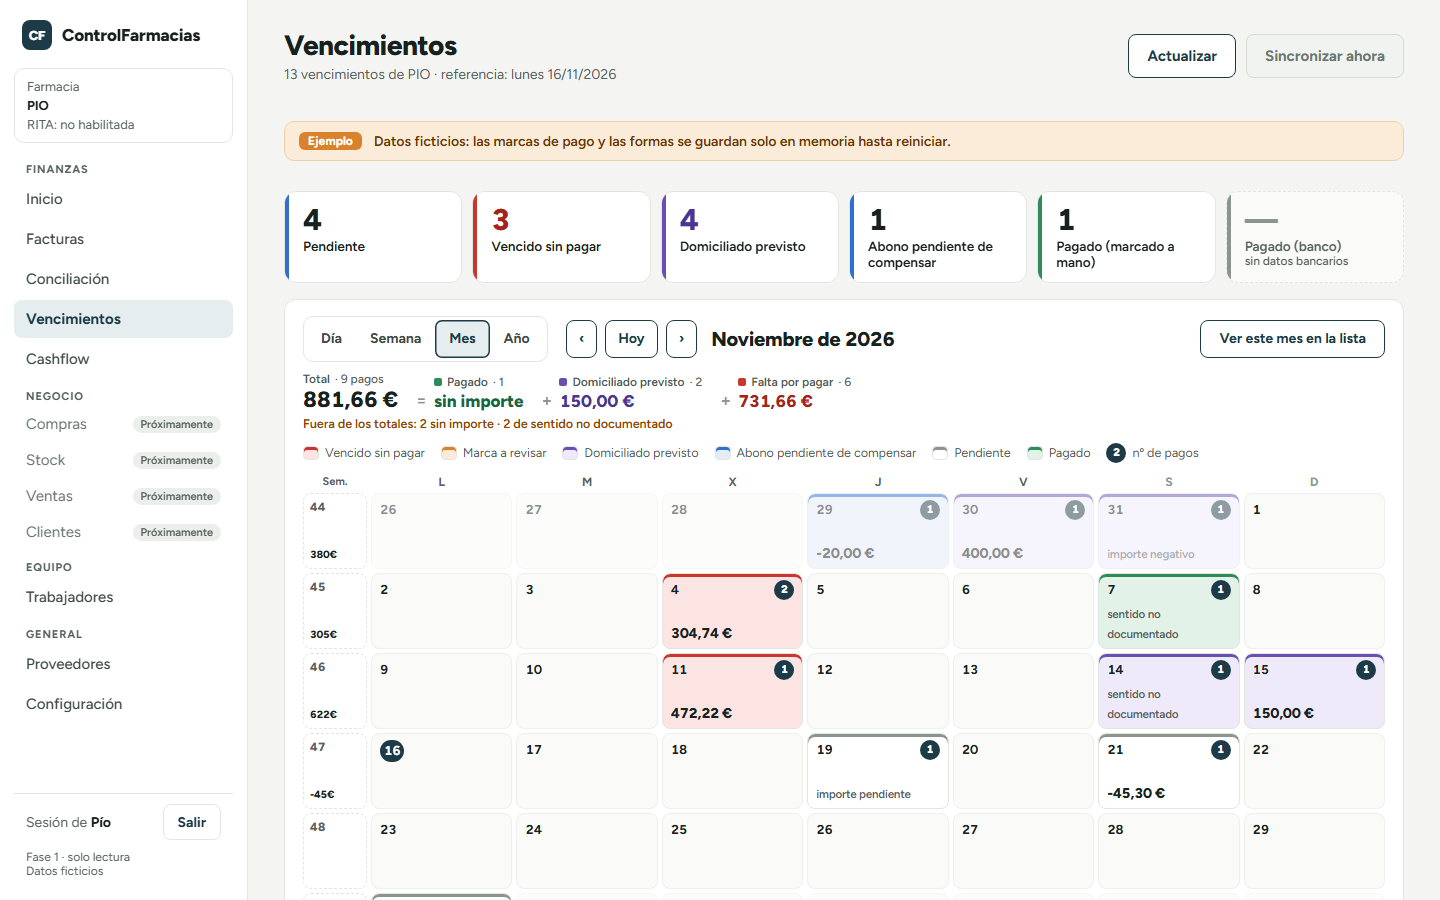 CF ControlFarmacias
Farmacia
PIO
RITA: no habilitada
FINANZAS
Inicio
Facturas
Conciliación
Vencimientos
Cashflow
NEGOCIO
Compras Próximamente
Stock Próximamente
Ventas Próximamente
Clientes Próximamente
EQUIPO
Trabajadores
GENERAL
Proveedores
Configuración
Sesión de Pío Salir
Fase 1 · solo lectura
Datos ficticios
Vencimientos
13 vencimientos de PIO · referencia: lunes 16/11/2026
Actualizar Sincronizar ahora
Ejemplo Datos ficticios: las marcas de pago y las formas se guardan solo en memoria hasta reiniciar.
4
Pendiente
3
Vencido sin pagar
4
Domiciliado previsto
1
Abono pendiente de
compensar
1
Pagado (marcado a
mano)
—
Pagado (banco)
sin datos bancarios
Día Semana Mes Año ‹ Hoy › Noviembre de 2026 Ver este mes en la lista
Total · 9 pagos Pagado · 1 Domiciliado previsto · 2 Falta por pagar · 6
881,66 € = sin importe + 150,00 € + 731,66 €
Fuera de los totales: 2 sin importe · 2 de sentido no documentado
Vencido sin pagar Marca a revisar Domiciliado previsto Abono pendiente de compensar Pendiente Pagado 2 nº de pagos
Sem. L M X J V S D
44 26 27 28 29 1 30 1 31 1 1
380€ -20,00 € 400,00 € importe negativo
45 2 3 4 2 5 6 7 1 8
sentido no
documentado
305€ 304,74 €
46 9 10 11 1 12 13 14 1 15 1
sentido no
documentado
622€ 472,22 € 150,00 €
47 16 17 18 19 1 20 21 1 22
-45€ importe pendiente -45,30 €
48 23 24 25 26 27 28 29